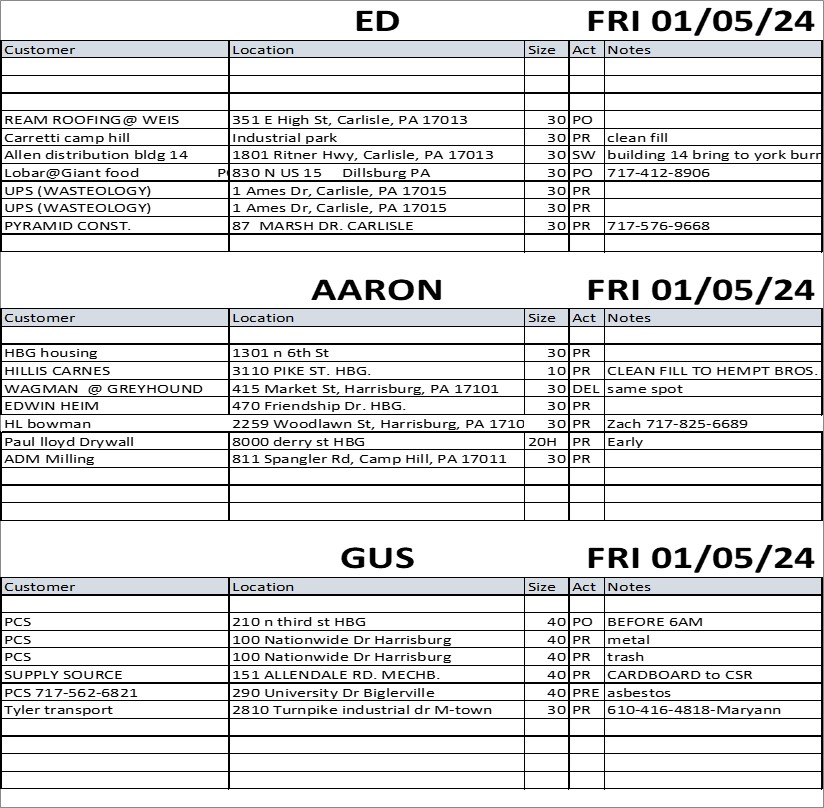 ED FRI 01/05/24
Customer Location Size Act Notes
REAM ROOFING@ WEIS 351 E High St, Carlisle, PA 17013 30 PO
Carretti camp hill Industrial park 30 PR clean fill
Allen distribution bldg 14 1801 Ritner Hwy, Carlisle, PA 17013 30 SW building 14 bring to york burr
Lobar@Giant food 830 N US 15 Dillsburg PA 30 PO 717-412-8906
UPS (WASTEOLOGY) 1 Ames Dr, Carlisle, PA 17015 30 PR
UPS (WASTEOLOGY) 1 Ames Dr, Carlisle, PA 17015 30 PR
PYRAMID CONST. 87 MARSH DR. CARLISLE 30 PR 717-576-9668
AARON FRI 01/05/24
Customer Location Size Act Notes
HBG housing 1301 n 6th St 30 PR
HILLIS CARNES 3110 PIKE ST. HBG. 10 PR CLEAN FILL TO HEMPT BROS.
WAGMAN @ GREYHOUND 415 Market St, Harrisburg, PA 17101 30 DEL same spot
EDWIN HEIM 470 Friendship Dr. HBG. 30 PR
HL bowman 2259 Woodlawn St, Harrisburg, PA 1710 30 PR Zach 717-825-6689
Paul lloyd Drywall 8000 derry st HBG 20H PR Early
ADM Milling 811 Spangler Rd, Camp Hill, PA 17011 30 PR
GUS FRI 01/05/24
Customer Location Size Act Notes
PCS 210 n third st HBG 40 PO BEFORE 6AM
PCS 100 Nationwide Dr Harrisburg 40 PR metal
PCS 100 Nationwide Dr Harrisburg 40 PR trash
SUPPLY SOURCE 151 ALLENDALE RD. MECHB. 40 PR CARDBOARD to CSR
PCS 717-562-6821 290 University Dr Biglerville 40 PRE asbestos
Tyler transport 2810 Turnpike industrial dr M-town 30 PR 610-416-4818-Maryann